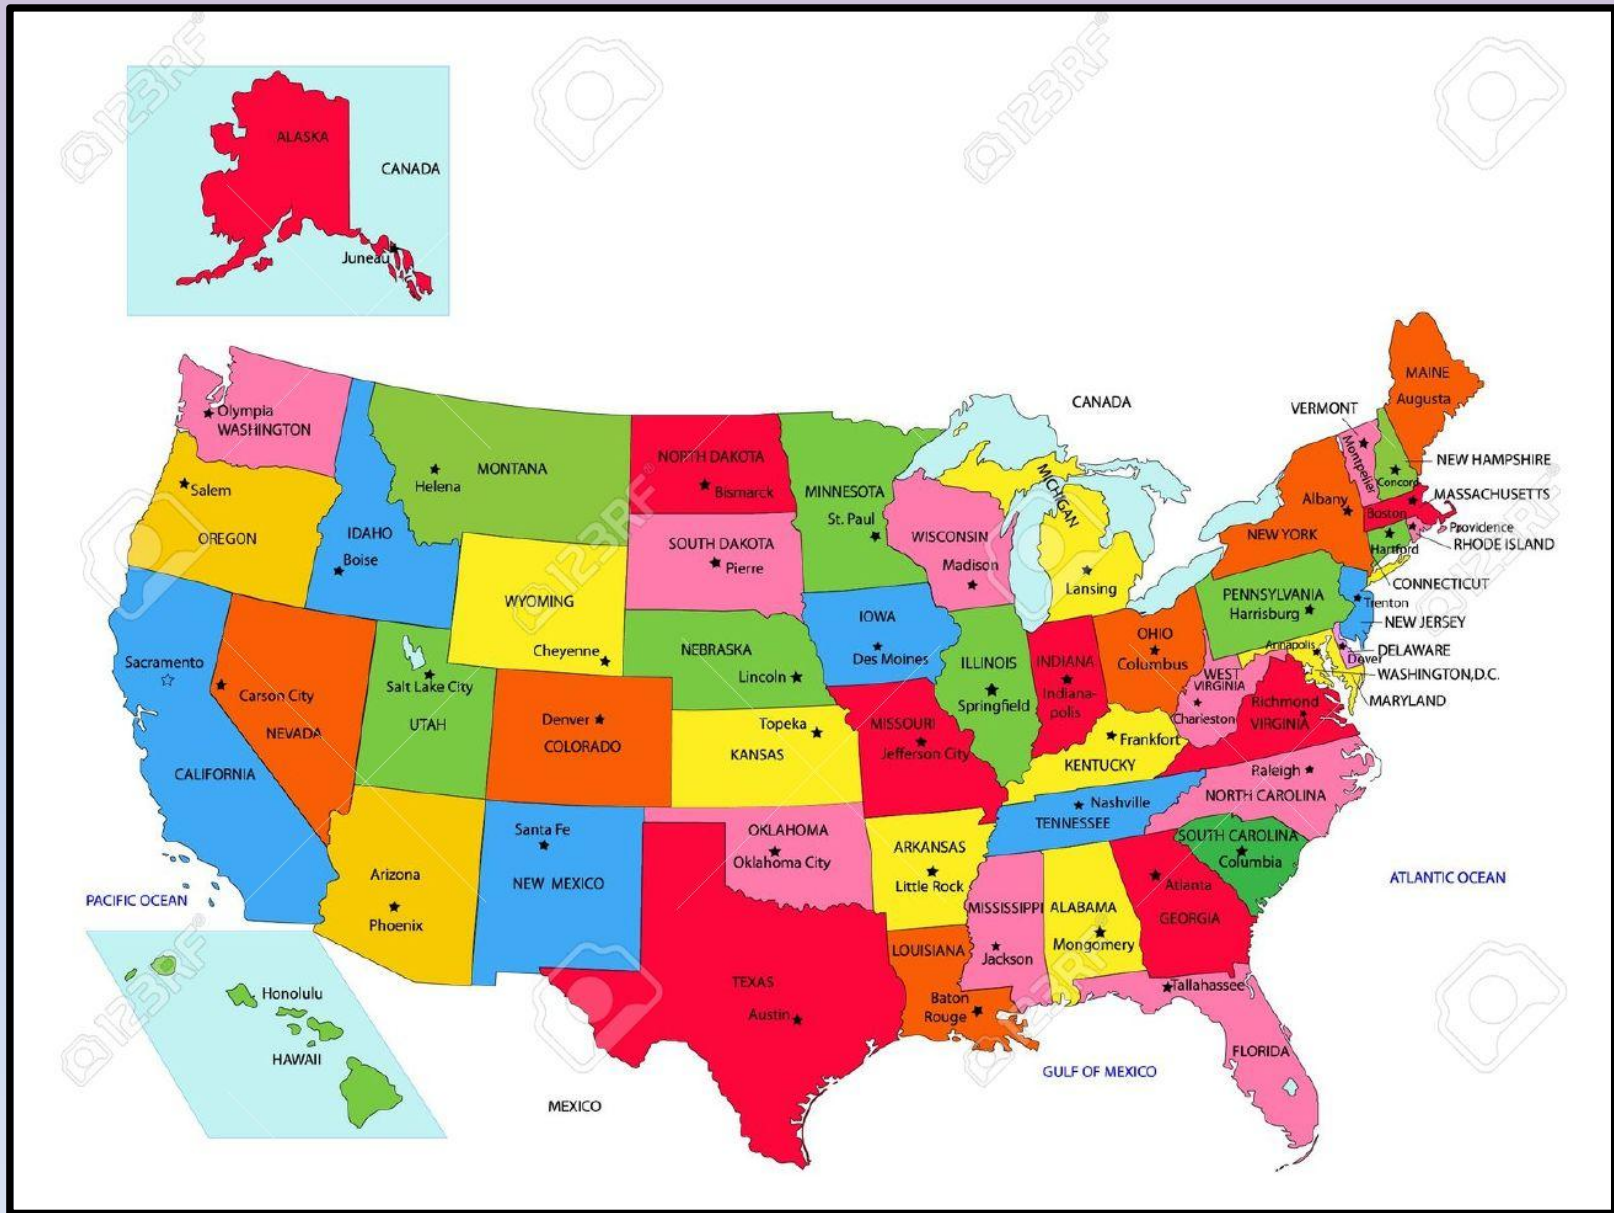 ALASKA
CANADA
Juneau
CANADA
MAINE
Augusta
VERMONT
Montpelier
Concord
NEW HAMPSHIRE
MASSACHUSETTS
Boston
Providence
RHODE ISLAND
Hartford
CONNECTICUT
Albany
NEW YORK
Olympia
WASHINGTON
Salem
OREGON
IDAHO
Boise
MONTANA
Helena
NORTH DAKOTA
Bismarck
SOUTH DAKOTA
Pierre
MINNESOTA
St. Paul
WISCONSIN
Madison
MICHIGAN
Lansing
WYOMING
Cheyenne
NEBRASKA
Lincoln
IOWA
Des Moines
ILLINOIS
Springfield
INDIANA
Indiana-
polis
OHIO
Columbus
PENNSYLVANIA
Harrisburg
Trenton
NEW JERSEY
Annapolis
Dover
DELAWARE
WASHINGTON,D.C.
MARYLAND
WEST
VIRGINIA
Charleston
Richmond
VIRGINIA
Sacramento
CALIFORNIA
Carson City
NEVADA
Salt Lake City
UTAH
Denver
COLORADO
Topeka
KANSAS
MISSOURI
Jefferson City
Frankfort
KENTUCKY
Nashville
TENNESSEE
Raleigh
NORTH CAROLINA
SOUTH CAROLINA
Columbia
Arizona
Phoenix
Santa Fe
NEW MEXICO
OKLAHOMA
Oklahoma City
ARKANSAS
Little Rock
MISSISSIPPI
Jackson
ALABAMA
Mongomery
Atlanta
GEORGIA
LOUISIANA
Baton
Rouge
TEXAS
Austin
Tallahassee
FLORIDA
PACIFIC OCEAN
ATLANTIC OCEAN
GULF OF MEXICO
MEXICO
Honolulu
HAWAII
123RF
123RF
123RF
123RF
123RF
123RF